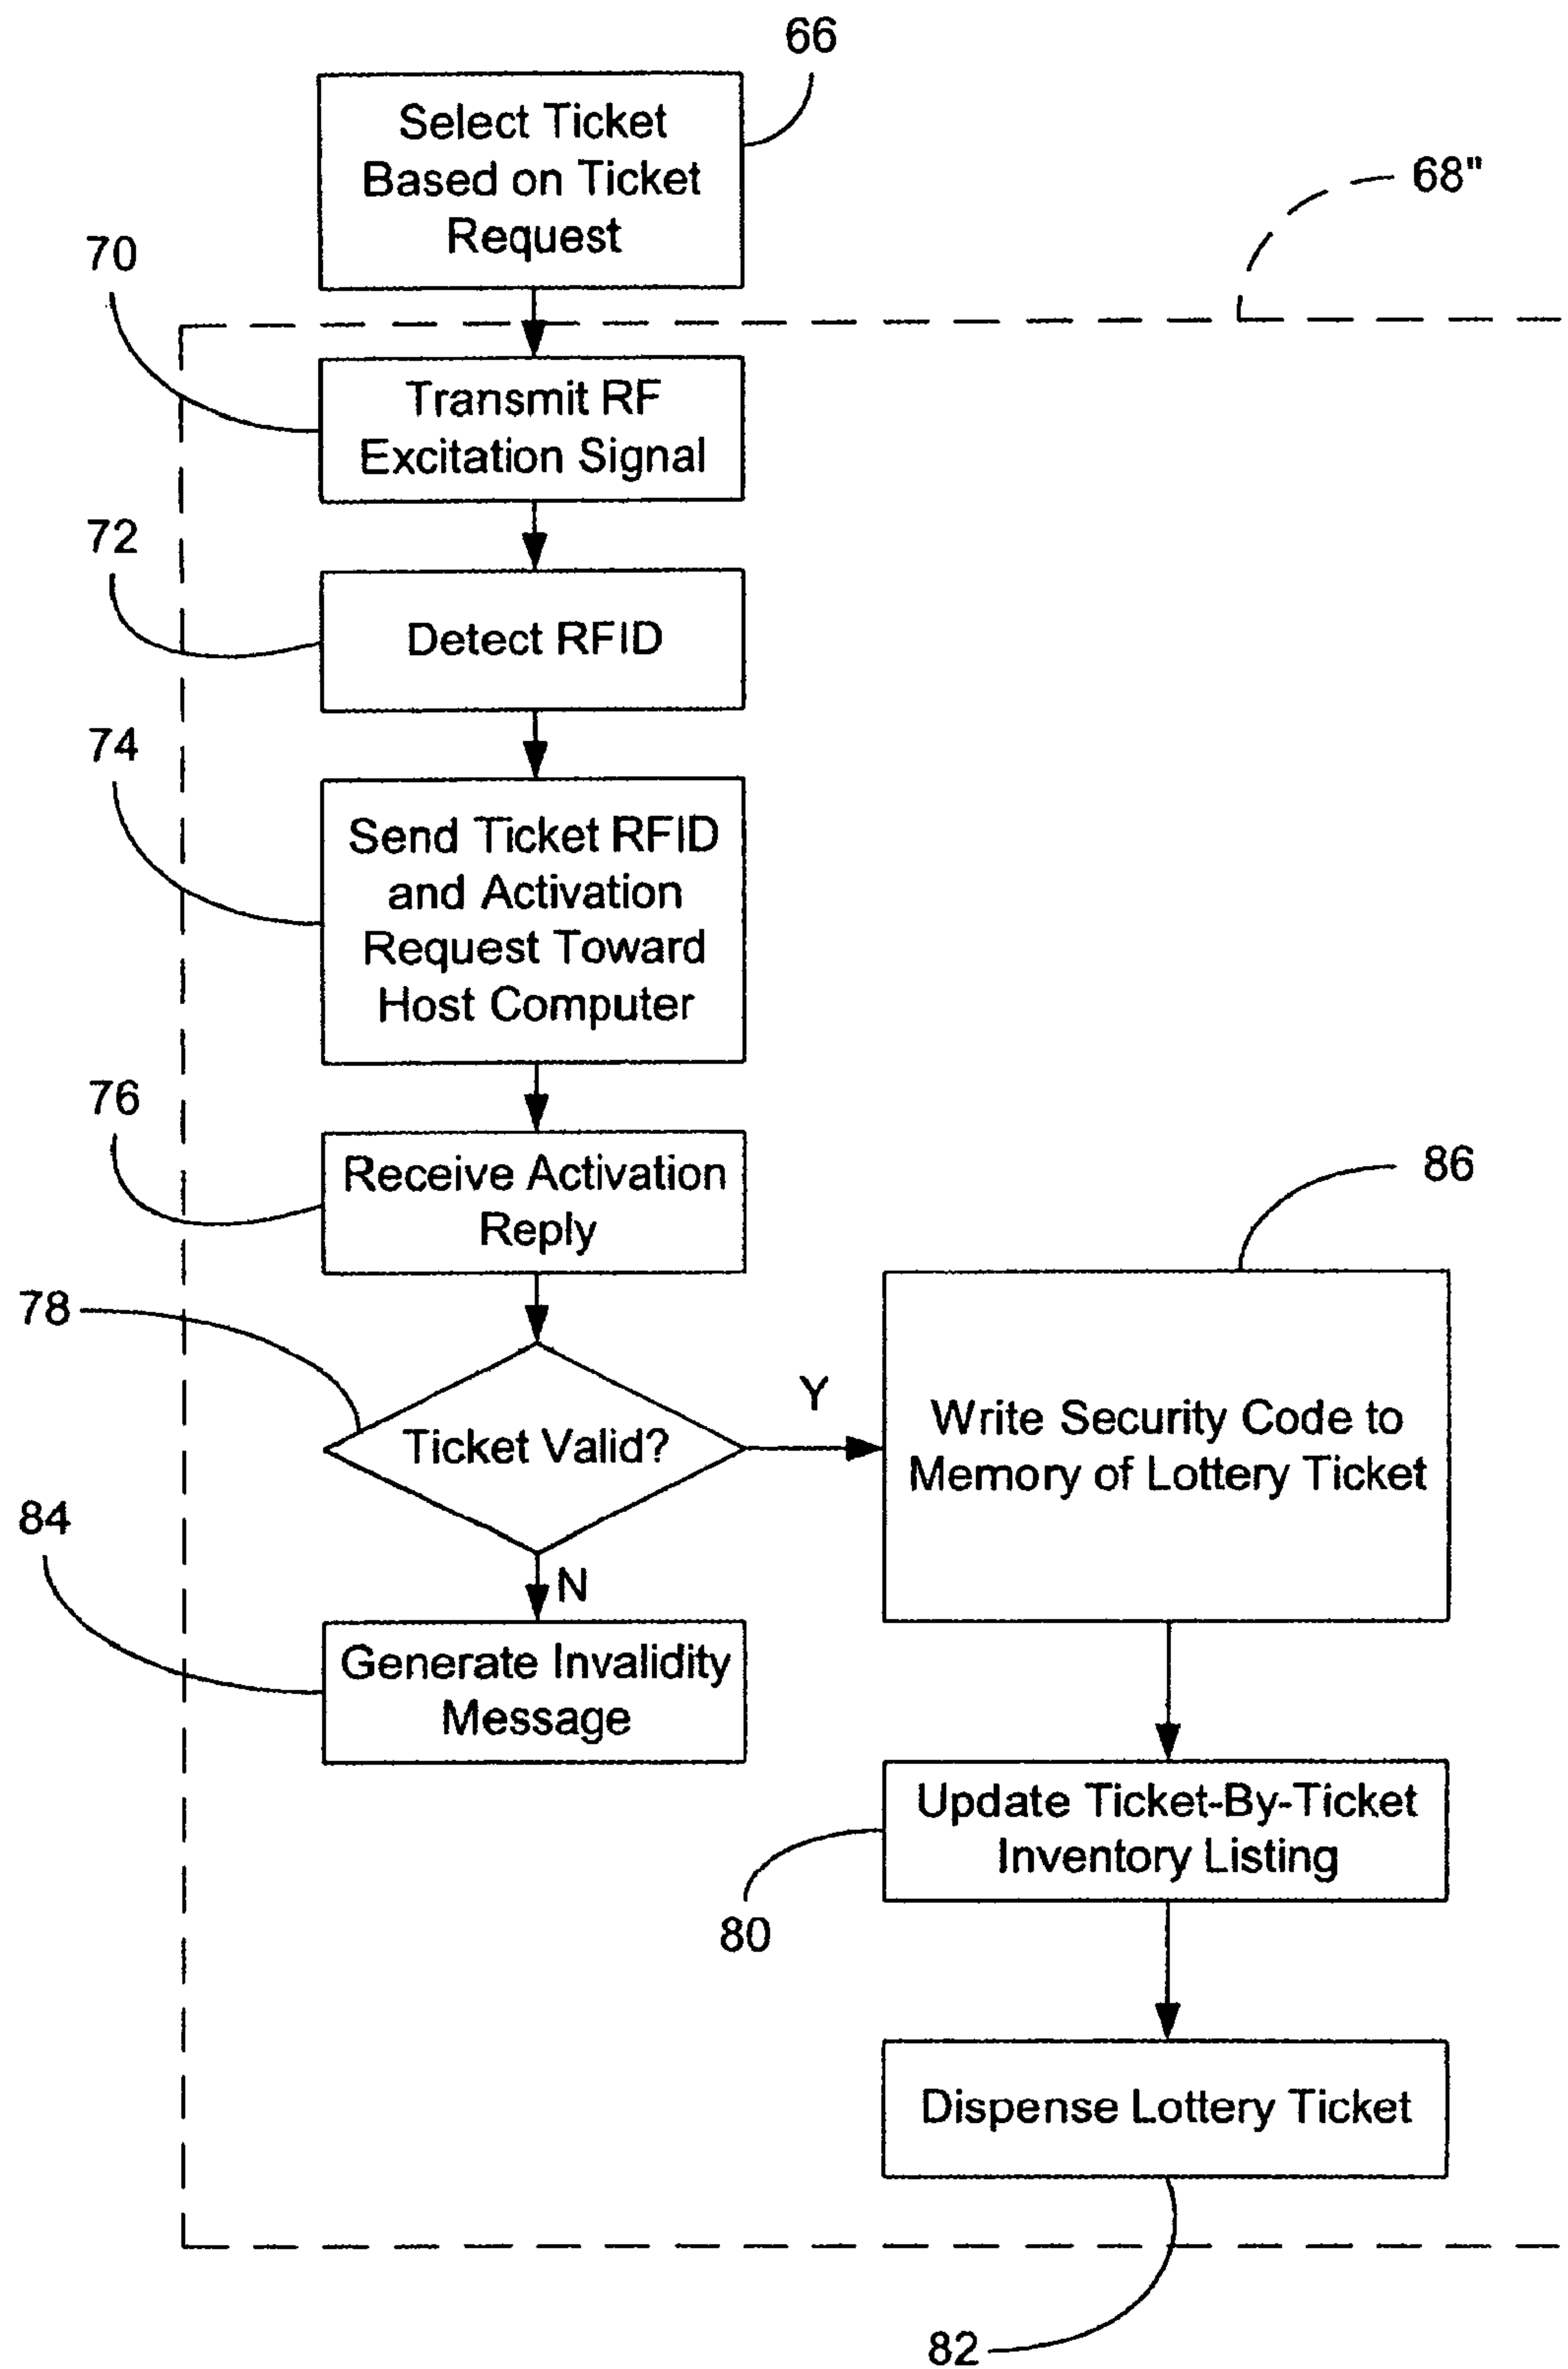 66
Select Ticket
Based on Ticket
Request
68"
70
Transmit RF
Excitation Signal
72
Detect RFID
74
Send Ticket RFID
and Activation
Request Toward
Host Computer
76
Receive Activation
Reply
86
78
Ticket Valid?
Y
Write Security Code to
Memory of Lottery Ticket
84
N
Generate Invalidity
Message
Update Ticket-By-Ticket
Inventory Listing
80
Dispense Lottery Ticket
82